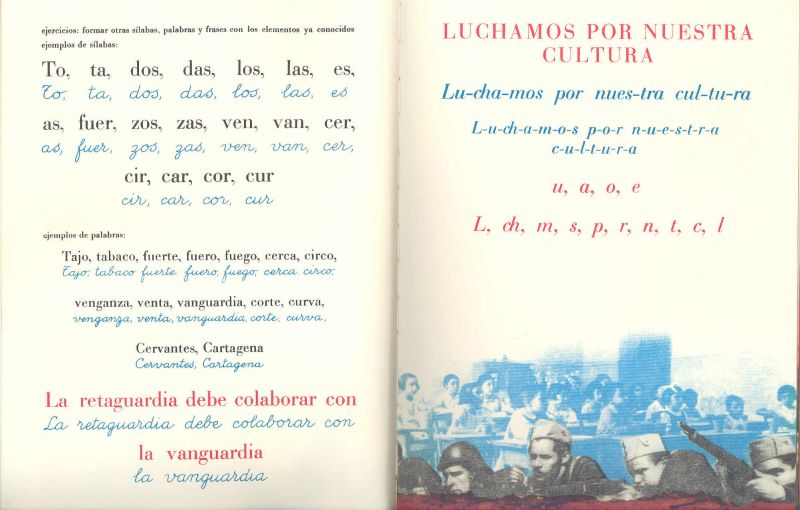 ejercicios: formar otras sílabas, palabras y frases con los elementos ya conocidos
ejemplos de sílabas:
To, ta, dos, das, los, las, es,
To, ta, dos, das, los, las, es
as, fuer, zos, zas, ven, van, cer,
as, fuer, zos, zas, ven, van, cer,
cir, car, cor, cur
cir, car, cor, cur
ejemplos de palabras:
Tajo, tabaco, fuerte, fuero, fuego, cerca, circo,
Tajo, tabaco fuerte, fuero, fuego, cerca, circo,
venganza, venta, vanguardia, corte, curva,
venganza, venta, vanguardia, corte, curva,
Cervantes, Cartagena
Cervantes, Cartagena
La retaguardia debe colaborar con
La retaguardia debe colaborar con
la vanguardia
la vanguardia
LUCHAMOS POR NUESTRA
CULTURA
Lu-cha-mos por nues-tra cul-tu-ra
L-u-ch-a-m-o-s p-o-r n-u-e-s-t-r-a
c-u-l-t-u-r-a
u, a, o, e
L, ch, m, s, p, r, n, t, c, l